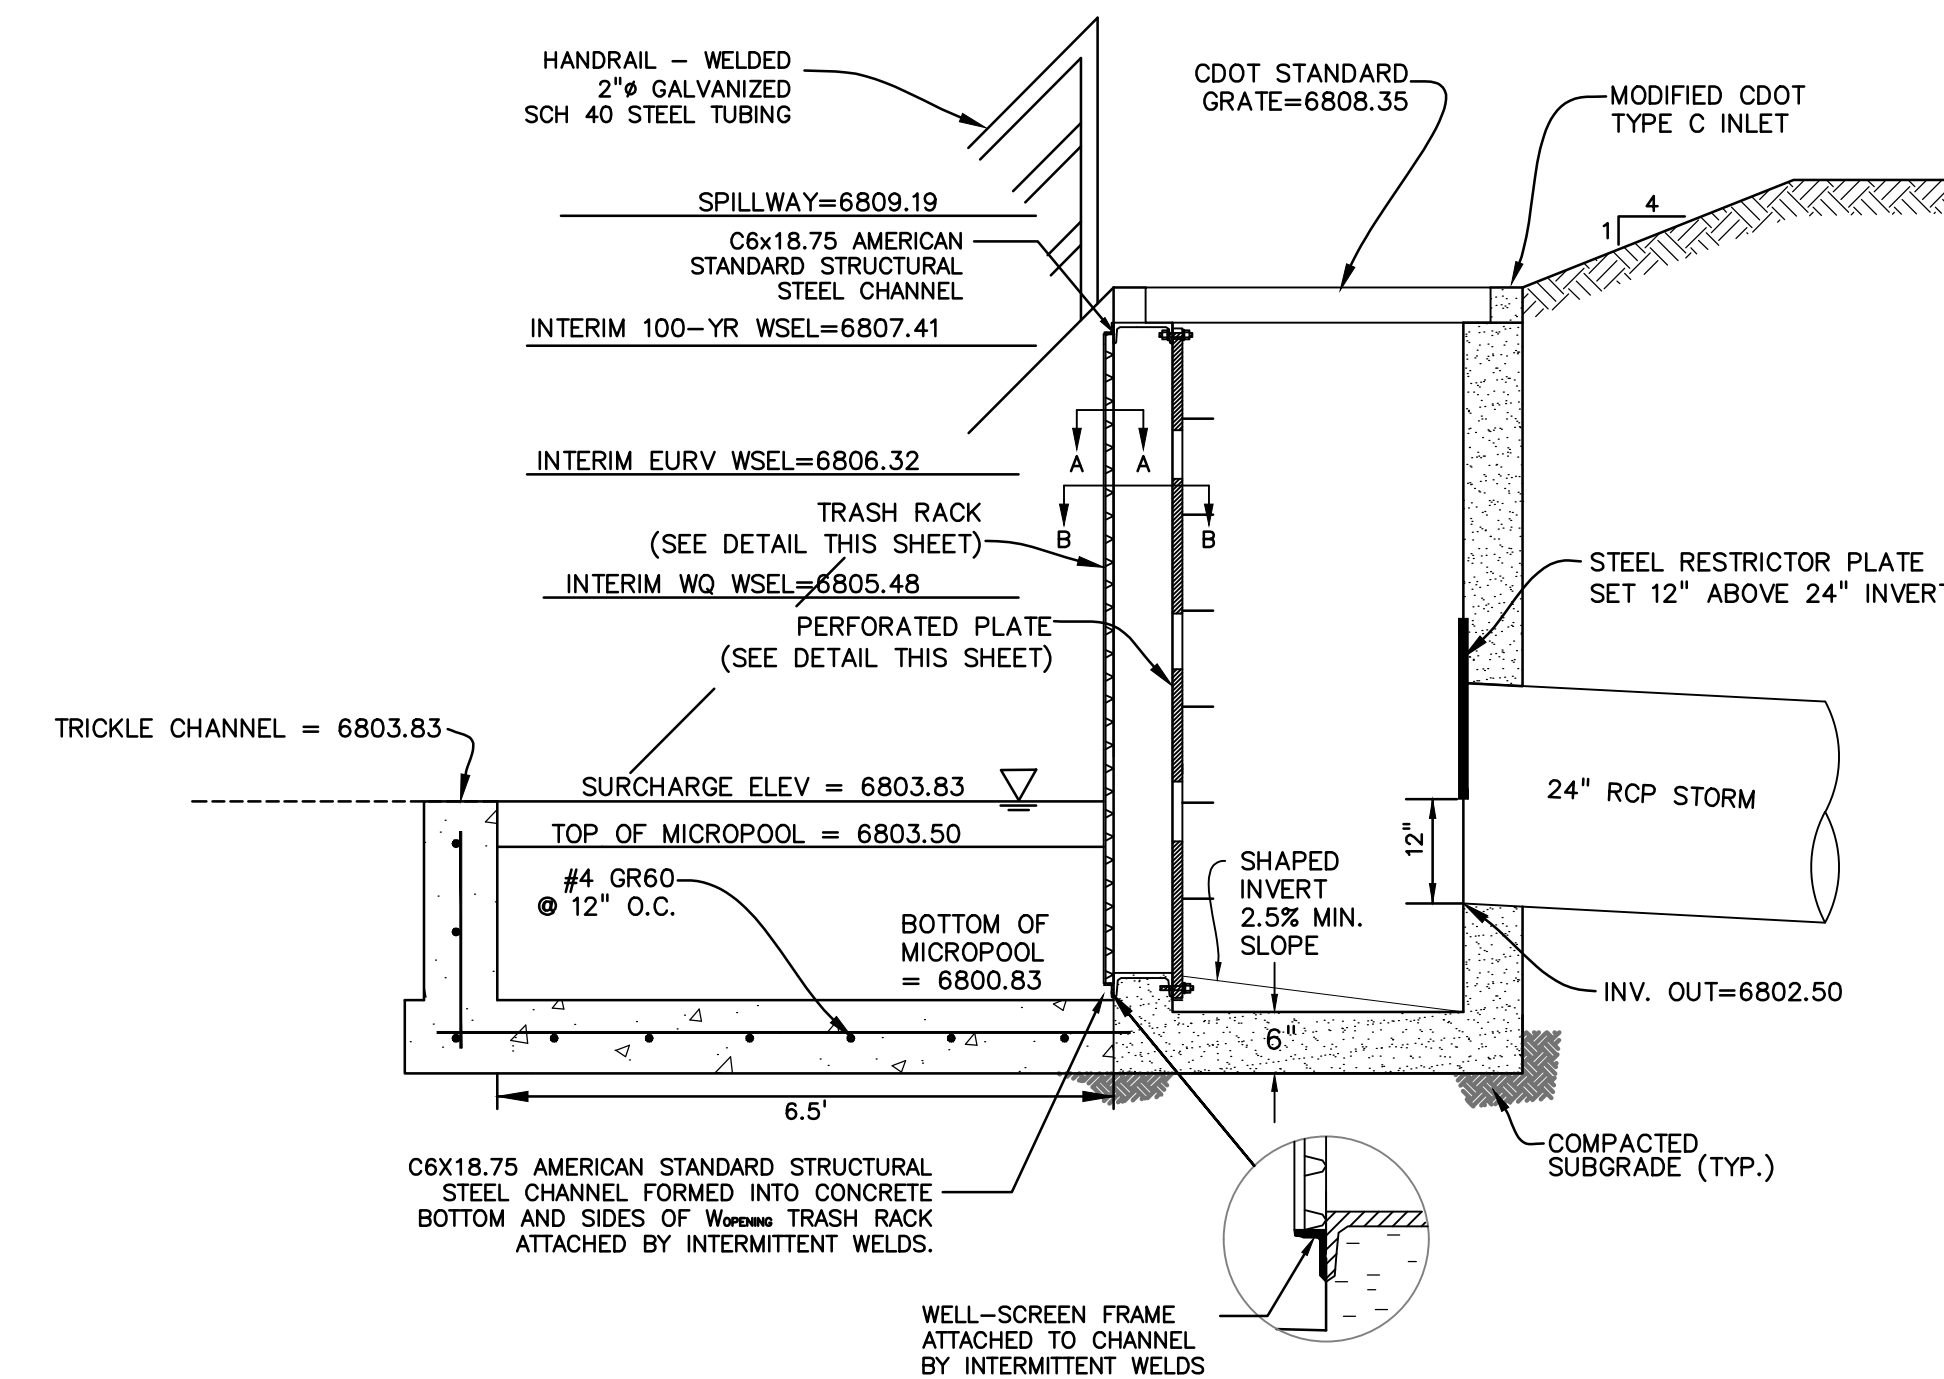 HANDRAIL – WELDED
2"ø GALVANIZED
SCH 40 STEEL TUBING
CDOT STANDARD
GRATE=6808.35
MODIFIED CDOT
TYPE C INLET
SPILLWAY=6809.19
4
1
C6x18.75 AMERICAN
STANDARD STRUCTURAL
STEEL CHANNEL
INTERIM 100–YR WSEL=6807.41
A
A
INTERIM EURV WSEL=6806.32
TRASH RACK
(SEE DETAIL THIS SHEET)
B
B
INTERIM WQ WSEL=6805.48
STEEL RESTRICTOR PLATE
SET 12" ABOVE 24" INVERT
PERFORATED PLATE
(SEE DETAIL THIS SHEET)
TRICKLE CHANNEL = 6803.83
SURCHARGE ELEV = 6803.83
24" RCP STORM
TOP OF MICROPOOL = 6803.50
12"
#4 GR60
@ 12" O.C.
SHAPED
INVERT
2.5% MIN.
SLOPE
BOTTOM OF
MICROPOOL
= 6800.83
INV. OUT=6802.50
6"
6.5'
COMPACTED
SUBGRADE (TYP.)
C6X18.75 AMERICAN STANDARD STRUCTURAL
STEEL CHANNEL FORMED INTO CONCRETE
BOTTOM AND SIDES OF WOPENING TRASH RACK
ATTACHED BY INTERMITTENT WELDS.
WELL–SCREEN FRAME
ATTACHED TO CHANNEL
BY INTERMITTENT WELDS